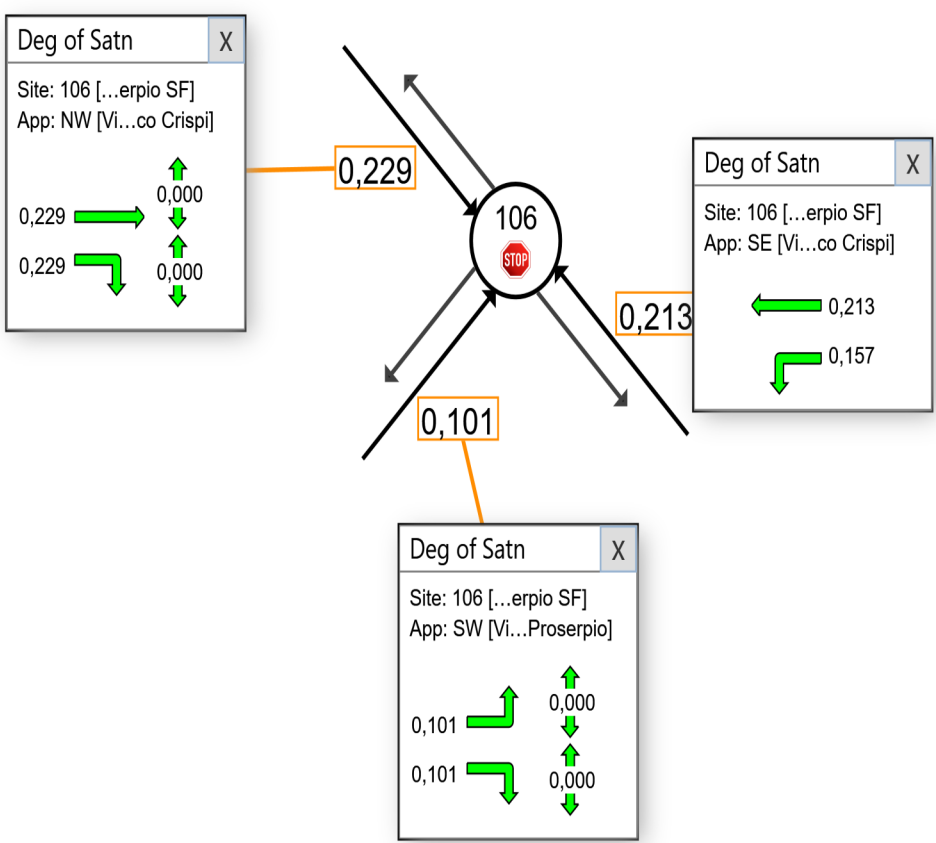 Deg of Satn X
Site: 106 [...erpio SF]
App: NW [Vi...co Crispi]
0,000
0,229
0,229
0,000
0,229
106
STOP
Deg of Satn X
Site: 106 [...erpio SF]
App: SE [Vi...co Crispi]
0,213
0,157
0,213
0,101
Deg of Satn X
Site: 106 [...erpio SF]
App: SW [Vi...Proserpio]
0,000
0,101
0,101
0,000